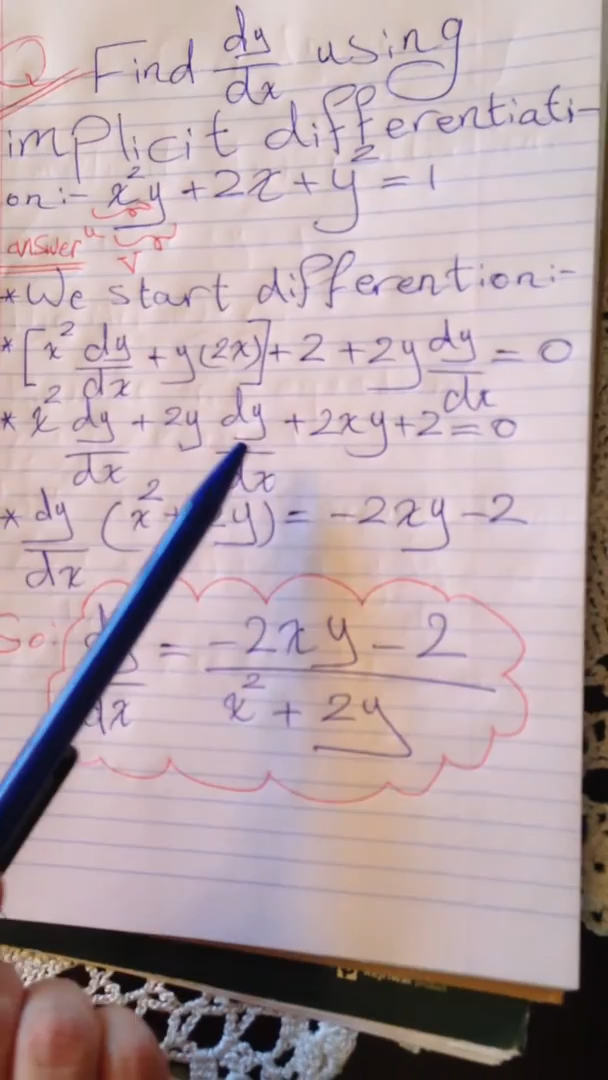 Q Find dy/dx using
implicit differentiati-
on:- x²y + 2x + y² = 1
answer u v
*We start differention:-
* [x² dy/dx + y(2x)] + 2 + 2y dy/dx = 0
* x² dy/dx + 2y dy/dx + 2xy + 2 = 0
* dy/dx (x² + 2y) = -2xy - 2
So: dy/dx = -2xy - 2 / x² + 2y